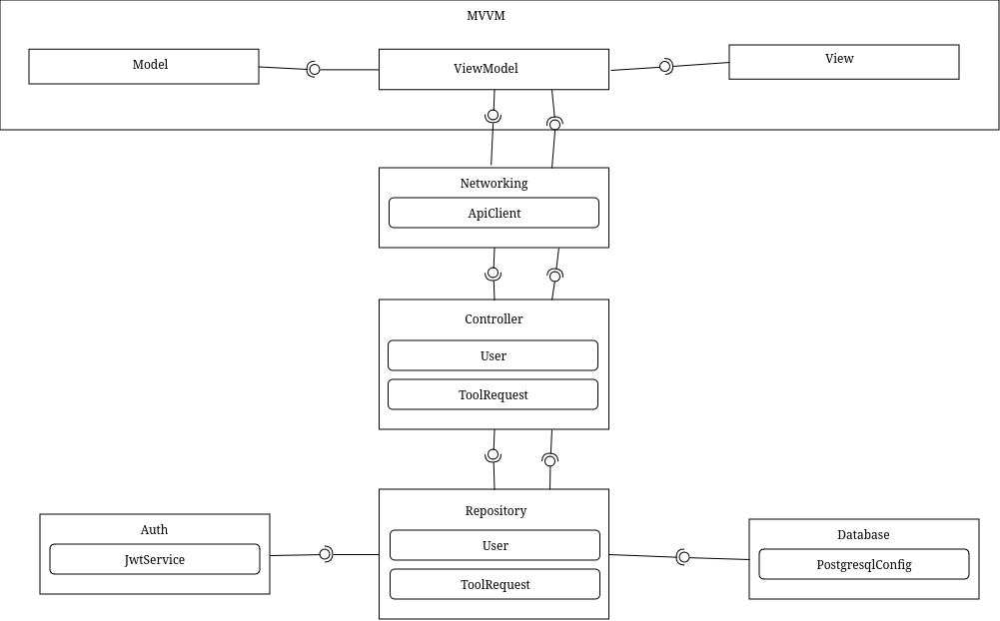 MVVM
Model
ViewModel
View
Networking
ApiClient
Controller
User
ToolRequest
Repository
User
ToolRequest
Auth
JwtService
Database
PostgresqlConfig